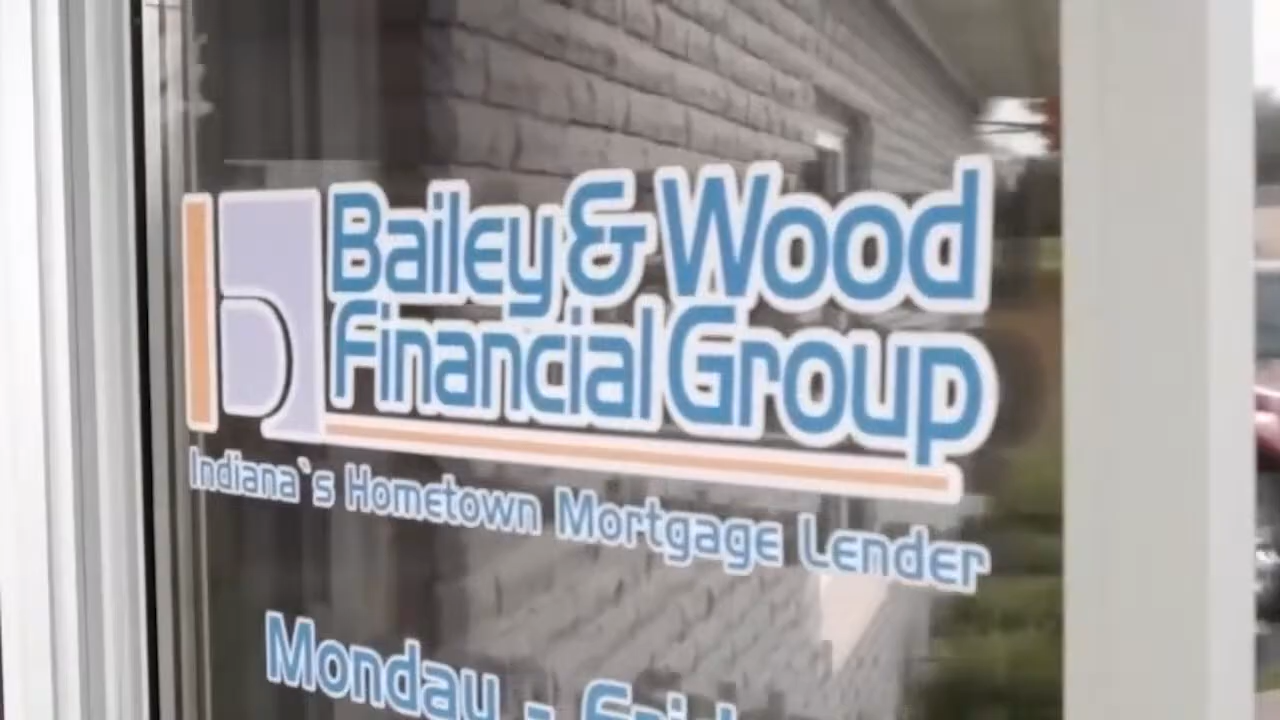 Bailey & Wood
Financial Group
Indiana`s Hometown Mortgage Lender
Monday -